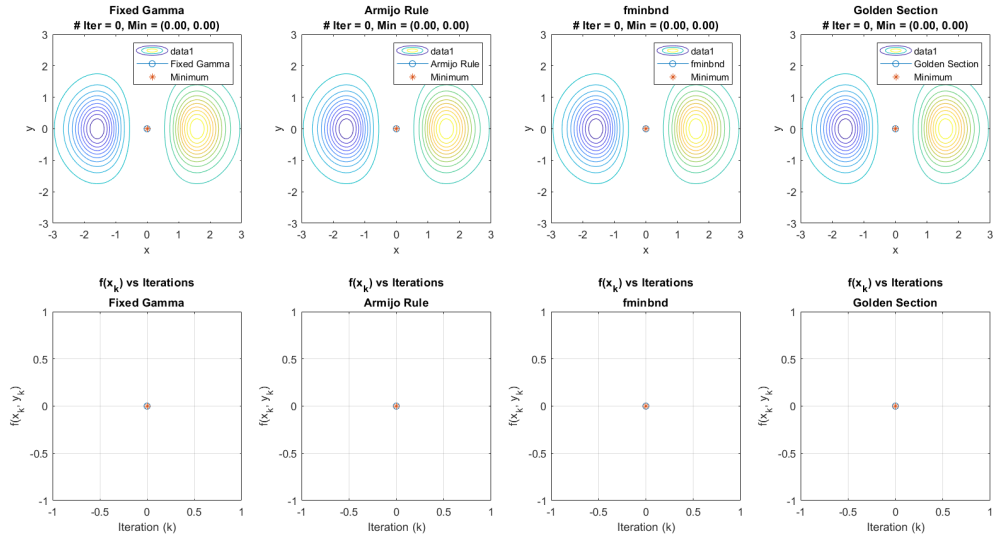 Fixed Gamma
# Iter = 0, Min = (0.00, 0.00)
3
2
1
0
-1
-2
-3
y
-3 -2 -1 0 1 2 3
x
data1
Fixed Gamma
Minimum
Armijo Rule
# Iter = 0, Min = (0.00, 0.00)
3
2
1
0
-1
-2
-3
y
-3 -2 -1 0 1 2 3
x
data1
Armijo Rule
Minimum
fminbnd
# Iter = 0, Min = (0.00, 0.00)
3
2
1
0
-1
-2
-3
y
-3 -2 -1 0 1 2 3
x
data1
fminbnd
Minimum
Golden Section
# Iter = 0, Min = (0.00, 0.00)
3
2
1
0
-1
-2
-3
y
-3 -2 -1 0 1 2 3
x
data1
Golden Section
Minimum
f(x_k) vs Iterations
Fixed Gamma
1
0.5
0
-0.5
-1
f(x_k, y_k)
-1 -0.5 0 0.5 1
Iteration (k)
f(x_k) vs Iterations
Armijo Rule
1
0.5
0
-0.5
-1
f(x_k, y_k)
-1 -0.5 0 0.5 1
Iteration (k)
f(x_k) vs Iterations
fminbnd
1
0.5
0
-0.5
-1
f(x_k, y_k)
-1 -0.5 0 0.5 1
Iteration (k)
f(x_k) vs Iterations
Golden Section
1
0.5
0
-0.5
-1
f(x_k, y_k)
-1 -0.5 0 0.5 1
Iteration (k)